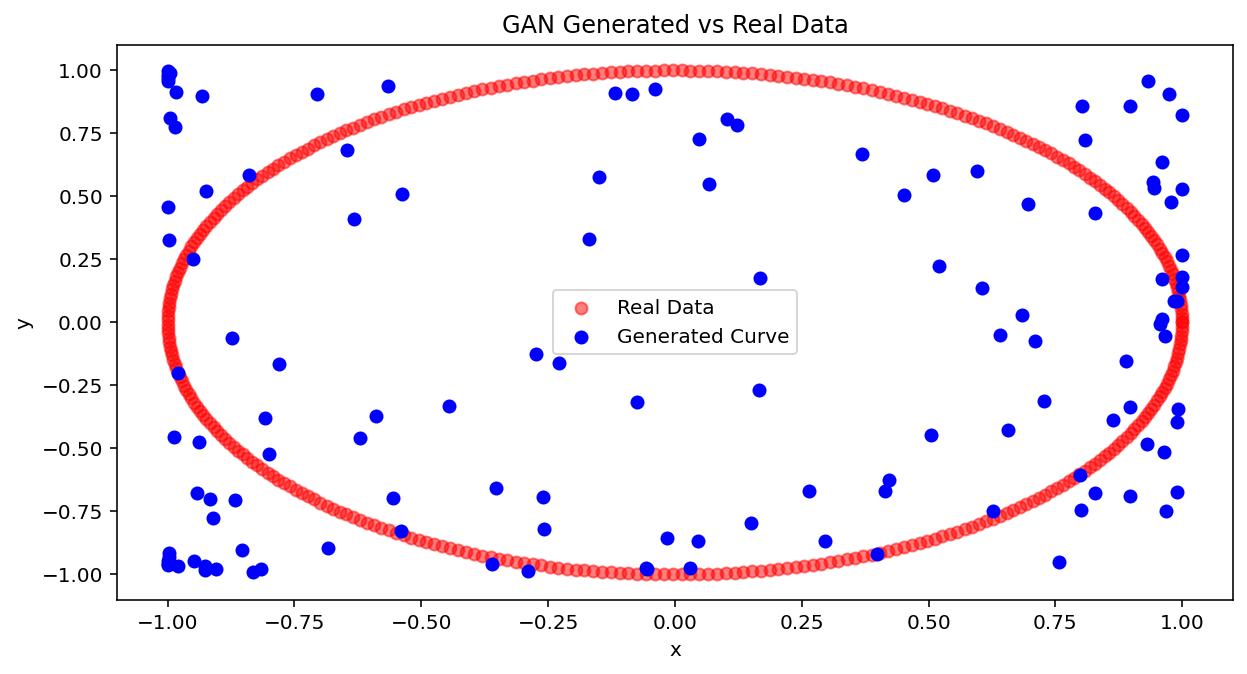 GAN Generated vs Real Data
1.00
0.75
0.50
0.25
0.00
−0.25
−0.50
−0.75
−1.00
y
Real Data
Generated Curve
−1.00 −0.75 −0.50 −0.25 0.00 0.25 0.50 0.75 1.00
x